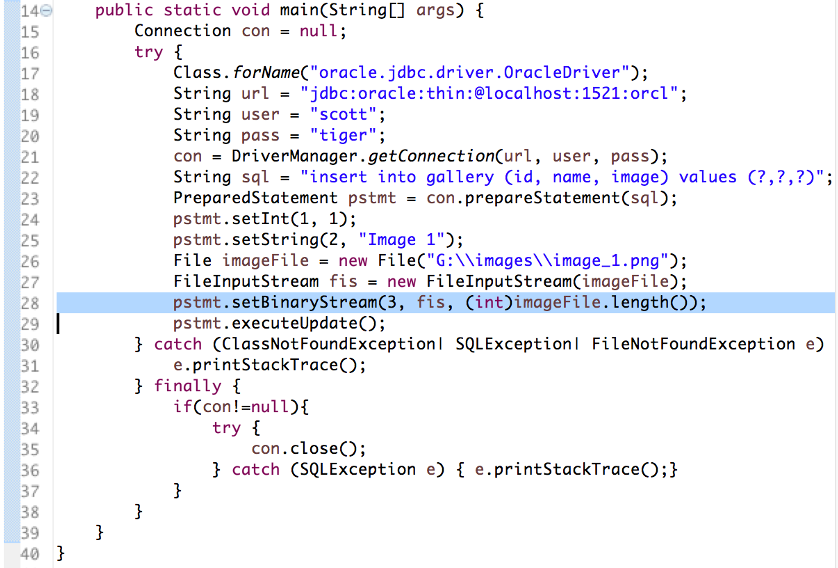 14    public static void main(String[] args) {
15        Connection con = null;
16        try {
17            Class.forName("oracle.jdbc.driver.OracleDriver");
18            String url = "jdbc:oracle:thin:@localhost:1521:orcl";
19            String user = "scott";
20            String pass = "tiger";
21            con = DriverManager.getConnection(url, user, pass);
22            String sql = "insert into gallery (id, name, image) values (?,?,?)";
23            PreparedStatement pstmt = con.prepareStatement(sql);
24            pstmt.setInt(1, 1);
25            pstmt.setString(2, "Image 1");
26            File imageFile = new File("G:\\images\\image_1.png");
27            FileInputStream fis = new FileInputStream(imageFile);
28            pstmt.setBinaryStream(3, fis, (int)imageFile.length());
29            pstmt.executeUpdate();
30        } catch (ClassNotFoundException| SQLException| FileNotFoundException e)
31            e.printStackTrace();
32        } finally {
33            if(con!=null){
34                try {
35                    con.close();
36                } catch (SQLException e) { e.printStackTrace();}
37            }
38        }
39    }
40 }